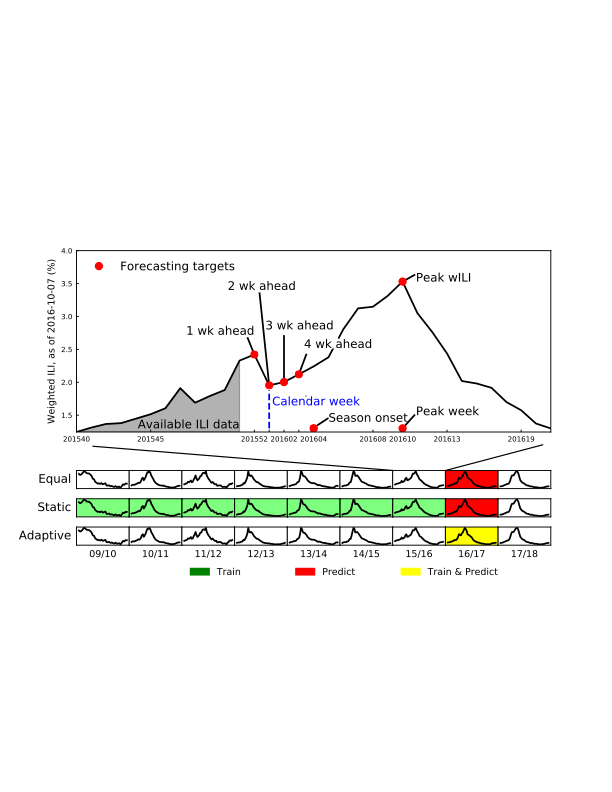 4.0
Forecasting targets
2 wk ahead
Peak wILI
3.5
3 wk ahead
3.0
1 wk ahead
4 wk ahead
2.5
2.0
Calendar week
Peak week
Season onset
1.5
Available ILI data
Weighted ILI, as of 2016-10-07 (%)
201540 201545 201552 201602 201604 201608 201610 201613 201619
Equal
Static
Adaptive
09/10 10/11 11/12 12/13 13/14 14/15 15/16 16/17 17/18
Train Predict Train & Predict